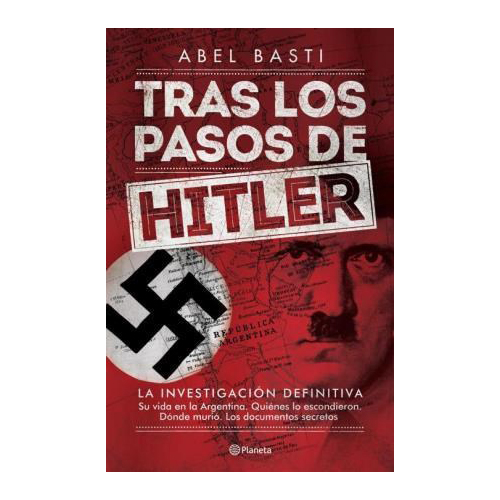 ABEL BASTI
TRAS LOS
PASOS DE
HITLER
REPÚBLICA
ARGENTINA
LA INVESTIGACIÓN DEFINITIVA
Su vida en la Argentina. Quiénes lo escondieron.
Dónde murió. Los documentos secretos
Planeta